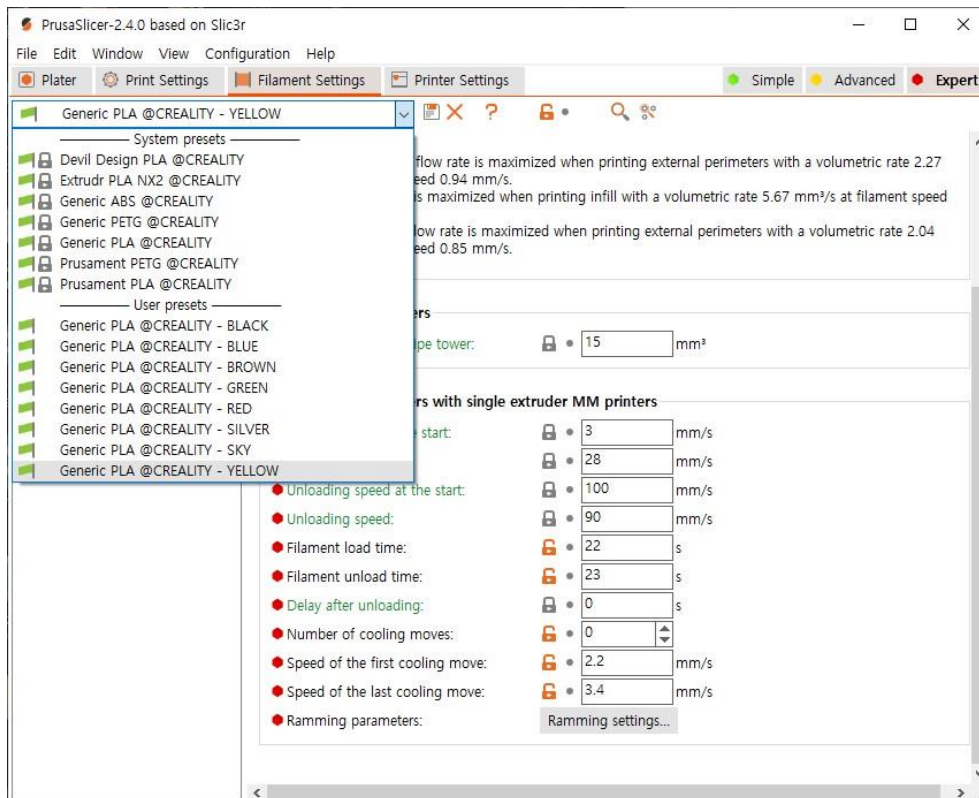 PrusaSlicer-2.4.0 based on Slic3r
File Edit Window View Configuration Help
Plater Print Settings Filament Settings Printer Settings Simple Advanced Expert
Generic PLA @CREALITY - YELLOW
System presets
Devil Design PLA @CREALITY
Extrudr PLA NX2 @CREALITY
Generic ABS @CREALITY
Generic PETG @CREALITY
Generic PLA @CREALITY
Prusament PETG @CREALITY
Prusament PLA @CREALITY
User presets
Generic PLA @CREALITY - BLACK
Generic PLA @CREALITY - BLUE
Generic PLA @CREALITY - BROWN
Generic PLA @CREALITY - GREEN
Generic PLA @CREALITY - RED
Generic PLA @CREALITY - SILVER
Generic PLA @CREALITY - SKY
Generic PLA @CREALITY - YELLOW
flow rate is maximized when printing external perimeters with a volumetric rate 2.27
eed 0.94 mm/s.
is maximized when printing infill with a volumetric rate 5.67 mm³/s at filament speed
low rate is maximized when printing external perimeters with a volumetric rate 2.04
eed 0.85 mm/s.
ers
ipe tower: 15 mm³
rs with single extruder MM printers
start: 3 mm/s
28 mm/s
Unloading speed at the start: 100 mm/s
Unloading speed: 90 mm/s
Filament load time: 22 s
Filament unload time: 23 s
Delay after unloading: 0 s
Number of cooling moves: 0
Speed of the first cooling move: 2.2 mm/s
Speed of the last cooling move: 3.4 mm/s
Ramming parameters: Ramming settings...